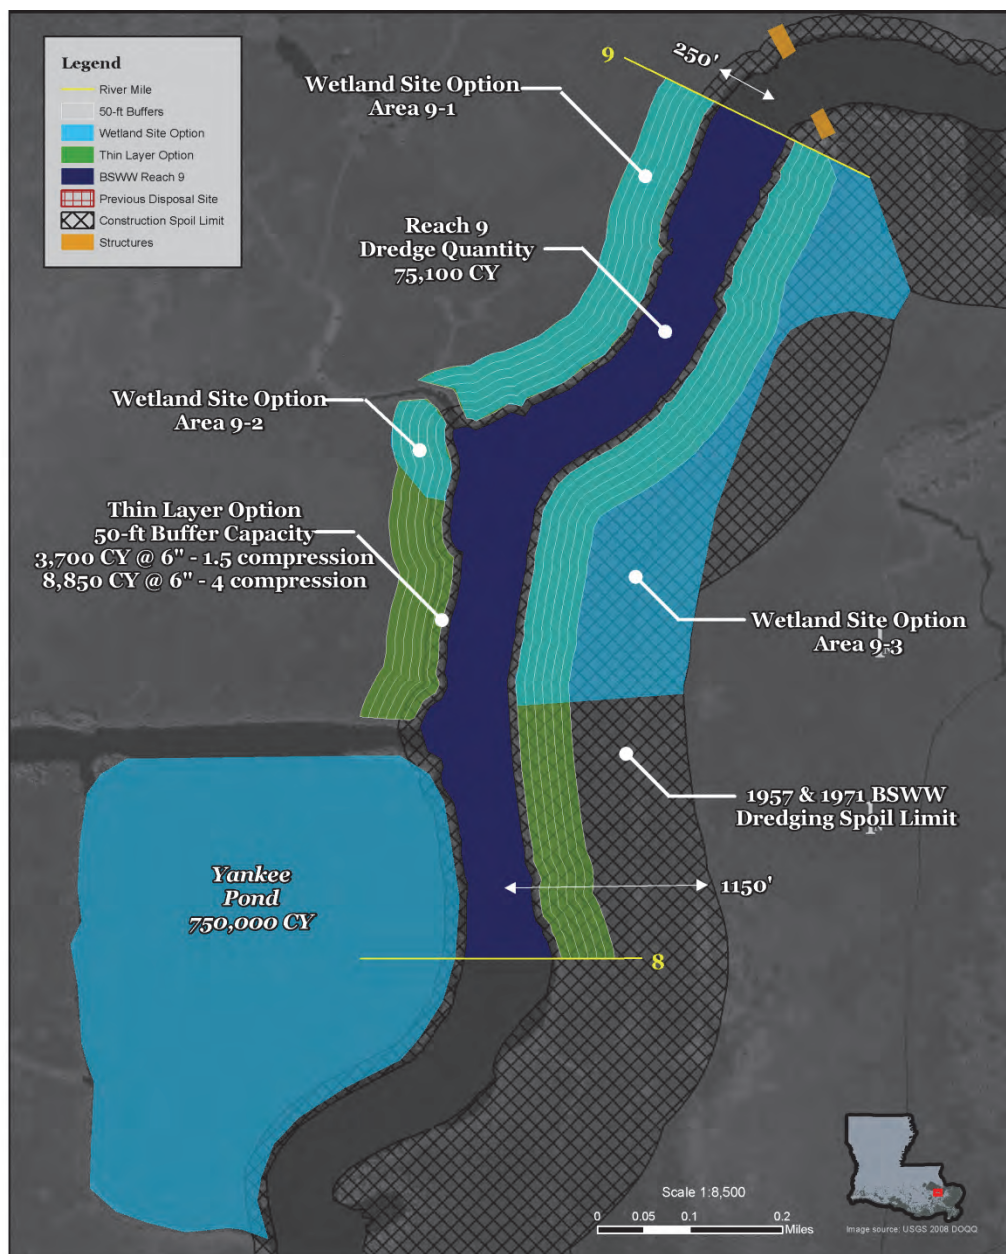 Legend
River Mile
50-ft Buffers
Wetland Site Option
Thin Layer Option
BSWW Reach 9
Previous Disposal Site
Construction Spoil Limit
Structures
9
250'
Wetland Site Option
Area 9-1
Reach 9
Dredge Quantity
75,100 CY
Wetland Site Option
Area 9-2
Thin Layer Option
50-ft Buffer Capacity
3,700 CY @ 6" - 1.5 compression
8,850 CY @ 6" - 4 compression
Wetland Site Option
Area 9-3
1957 & 1971 BSWW
Dredging Spoil Limit
1150'
Yankee
Pond
750,000 CY
8
Scale 1:8,500
0 0.05 0.1 0.2
Miles
Image source: USGS 2008 DOQQ